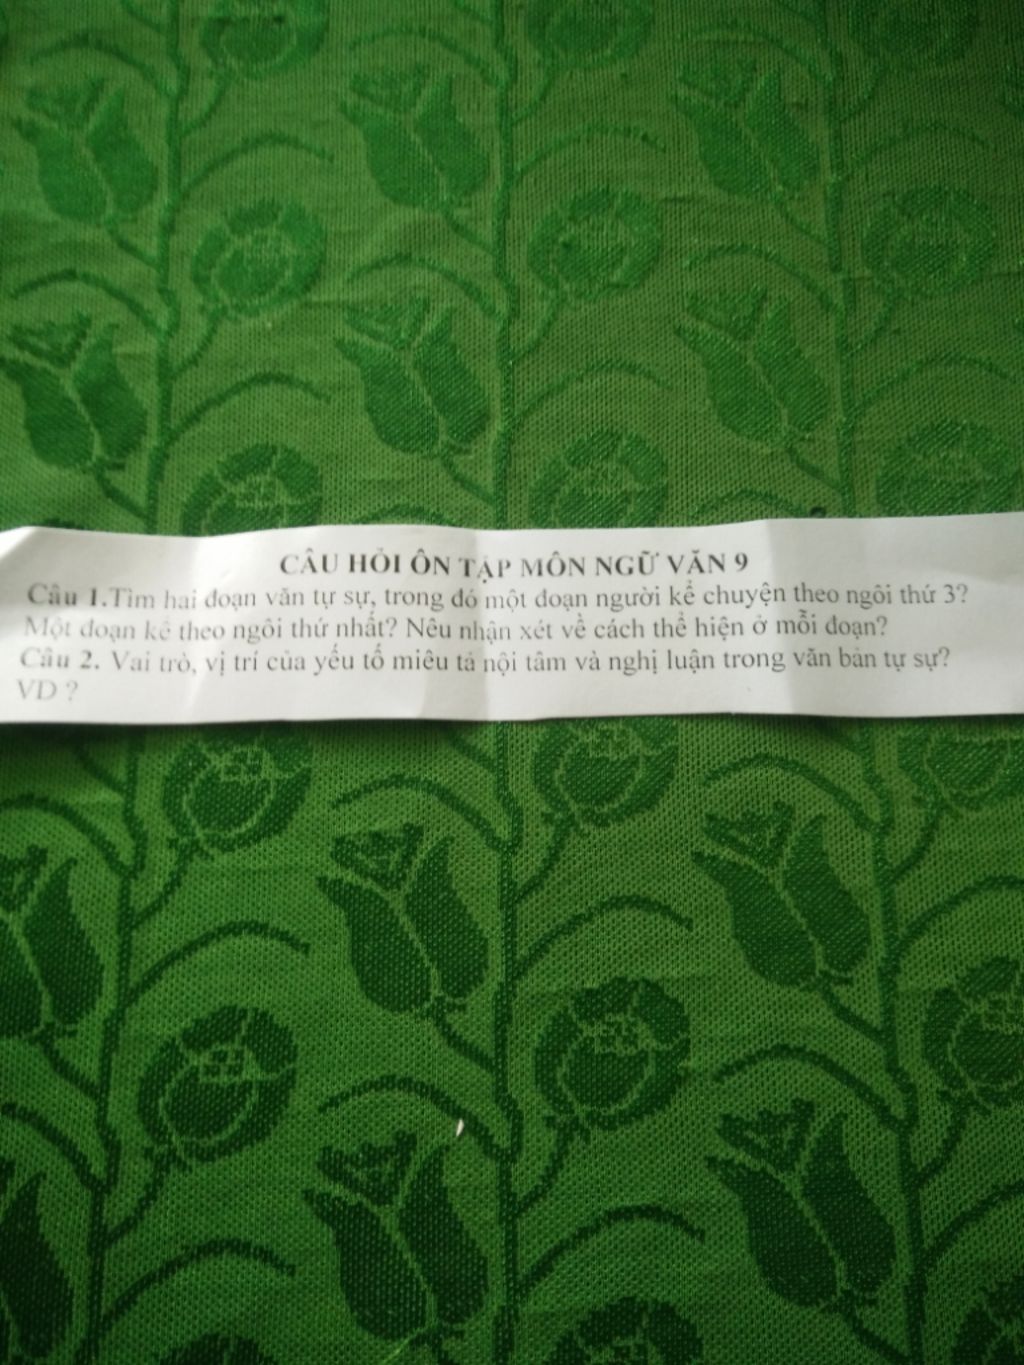 CÂU HỎI ÔN TẬP MÔN NGỮ VĂN 9
Câu 1.Tìm hai đoạn văn tự sự, trong đó một đoạn người kể chuyện theo ngôi thứ 3?
Một đoạn kể theo ngôi thứ nhất? Nêu nhận xét về cách thể hiện ở mỗi đoạn?
Câu 2. Vai trò, vị trí của yếu tố miêu tả nội tâm và nghị luận trong văn bản tự sự?
VD ?